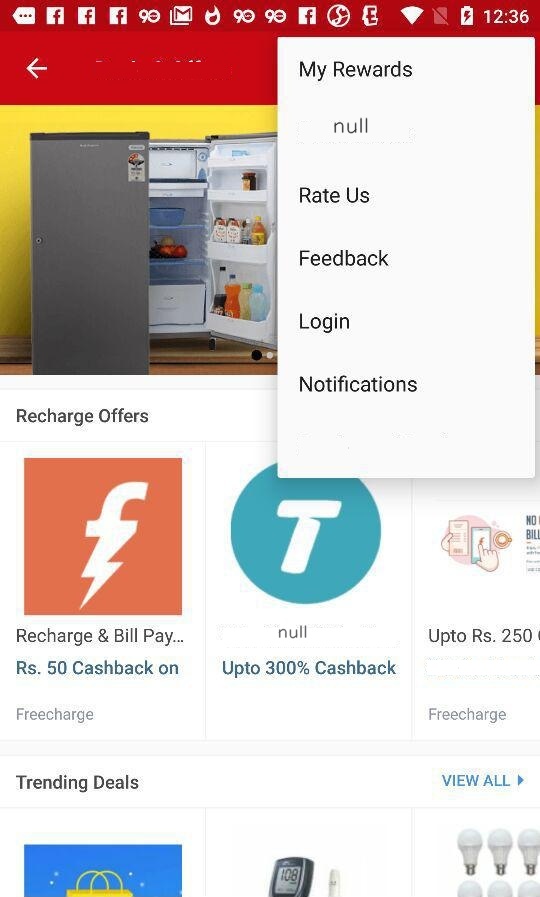 12:36
My Rewards
null
Rate Us
Feedback
Login
Notifications
Recharge Offers
Recharge & Bill Pay...
null
Upto Rs. 250
Rs. 50 Cashback on
Upto 300% Cashback
Freecharge
Freecharge
Trending Deals
VIEW ALL
108